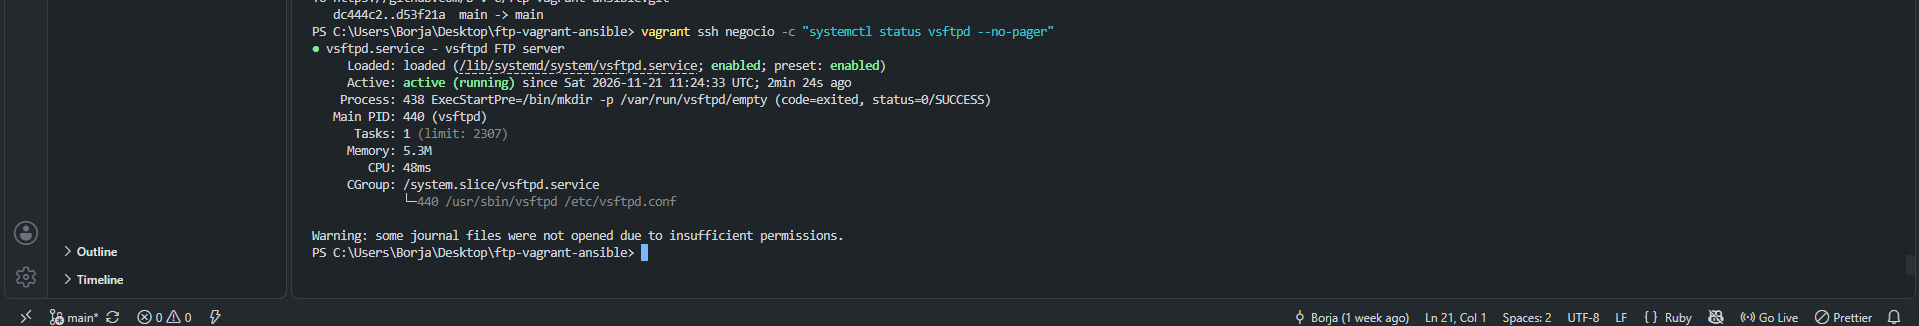 dc444c2..d53f21a  main -> main
PS C:\Users\Borja\Desktop\ftp-vagrant-ansible> vagrant ssh negocio -c "systemctl status vsftpd --no-pager"
● vsftpd.service - vsftpd FTP server
Loaded: loaded (/lib/systemd/system/vsftpd.service; enabled; preset: enabled)
Active: active (running) since Sat 2026-11-21 11:24:33 UTC; 2min 24s ago
Process: 438 ExecStartPre=/bin/mkdir -p /var/run/vsftpd/empty (code=exited, status=0/SUCCESS)
Main PID: 440 (vsftpd)
Tasks: 1 (limit: 2307)
Memory: 5.3M
CPU: 48ms
CGroup: /system.slice/vsftpd.service
└─440 /usr/sbin/vsftpd /etc/vsftpd.conf
Warning: some journal files were not opened due to insufficient permissions.
PS C:\Users\Borja\Desktop\ftp-vagrant-ansible>
Outline
Timeline
main* 0 0 Borja (1 week ago) Ln 21, Col 1 Spaces: 2 UTF-8 LF { } Ruby Go Live Prettier